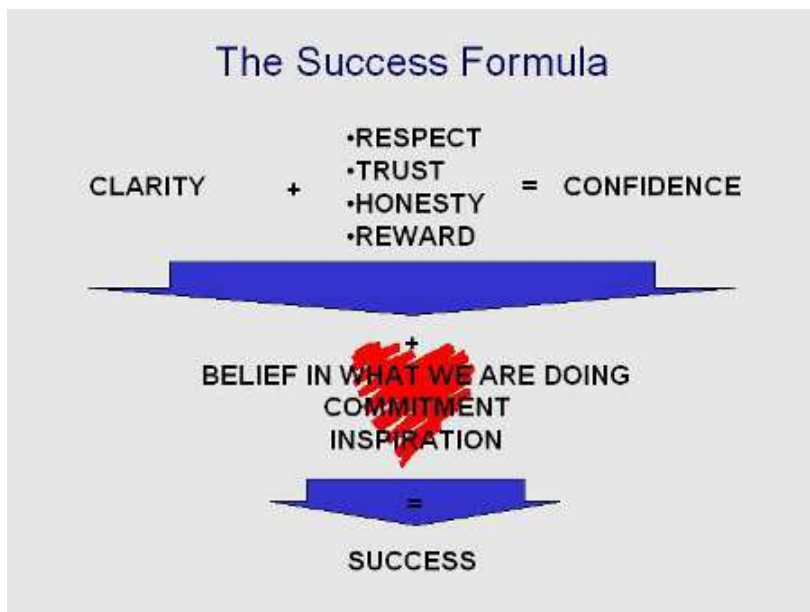 The Success Formula
•RESPECT
•TRUST
CLARITY + = CONFIDENCE
•HONESTY
•REWARD
+
BELIEF IN WHAT WE ARE DOING
COMMITMENT
INSPIRATION
=
SUCCESS